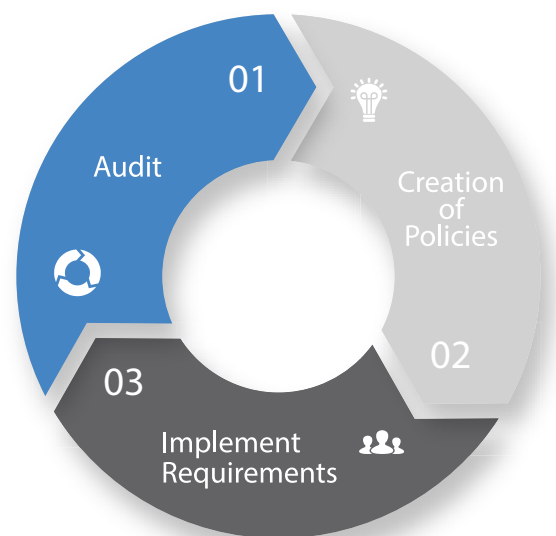 01
Audit
Creation
of
Policies
02
03
Implement
Requirements